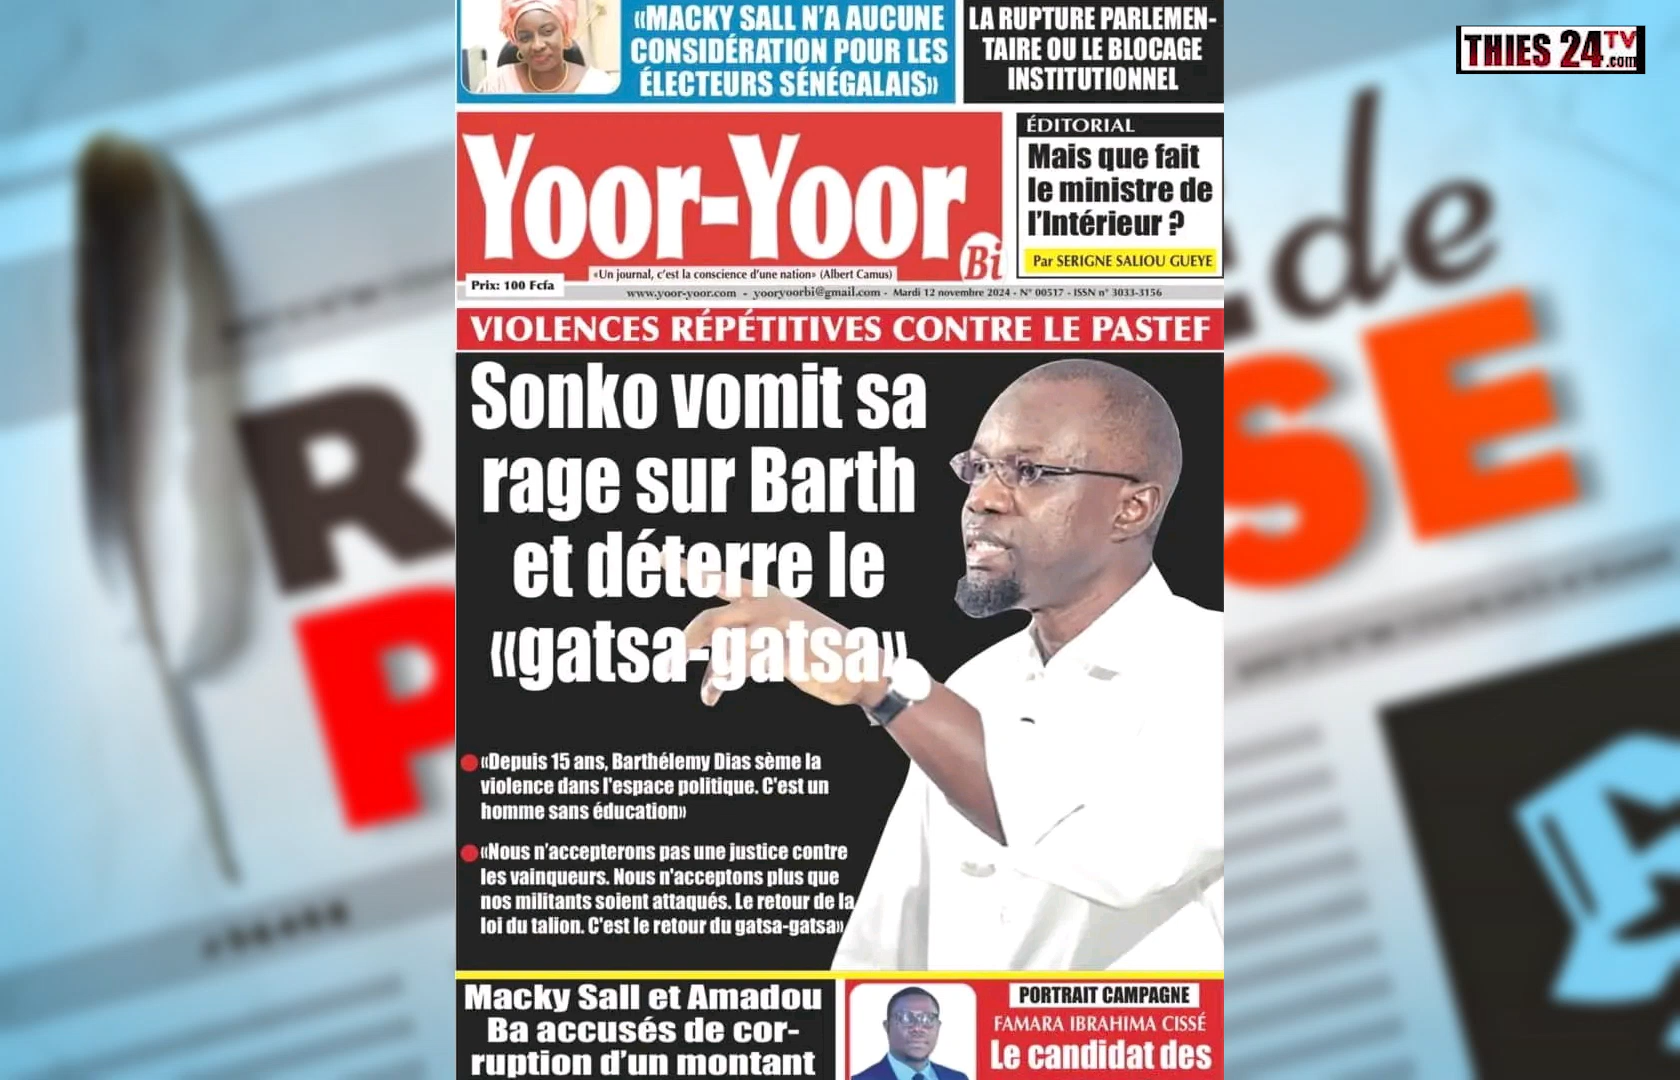 «MACKY SALL N'A AUCUNE
CONSIDÉRATION POUR LES
ÉLECTEURS SÉNÉGALAIS»
LA RUPTURE PARLEMEN-
TAIRE OU LE BLOCAGE
INSTITUTIONNEL
THIES 24 TV
.com
Yoor-Yoor
Bi
«Un journal, c'est la conscience d'une nation» (Albert Camus)
Prix: 100 Fcfa
www.yoor-yoor.com - yooryoorbi@gmail.com - Mardi 12 novembre 2024 - N° 00517 - ISSN n° 3033-3156
ÉDITORIAL
Mais que fait
le ministre de
l'Intérieur ?
Par SERIGNE SALIOU GUEYE
VIOLENCES RÉPÉTITIVES CONTRE LE PASTEF
Sonko vomit sa
rage sur Barth
et déterre le
«gatsa-gatsa»
«Depuis 15 ans, Barthélemy Dias sème la
violence dans l'espace politique. C'est un
homme sans éducation»
«Nous n'accepterons pas une justice contre
les vainqueurs. Nous n'acceptons plus que
nos militants soient attaqués. Le retour de la
loi du talion. C'est le retour du gatsa-gatsa»
Macky Sall et Amadou
Ba accusés de cor-
ruption d'un montant
PORTRAIT CAMPAGNE
FAMARA IBRAHIMA CISSÉ
Le candidat des
R
P
de
SE